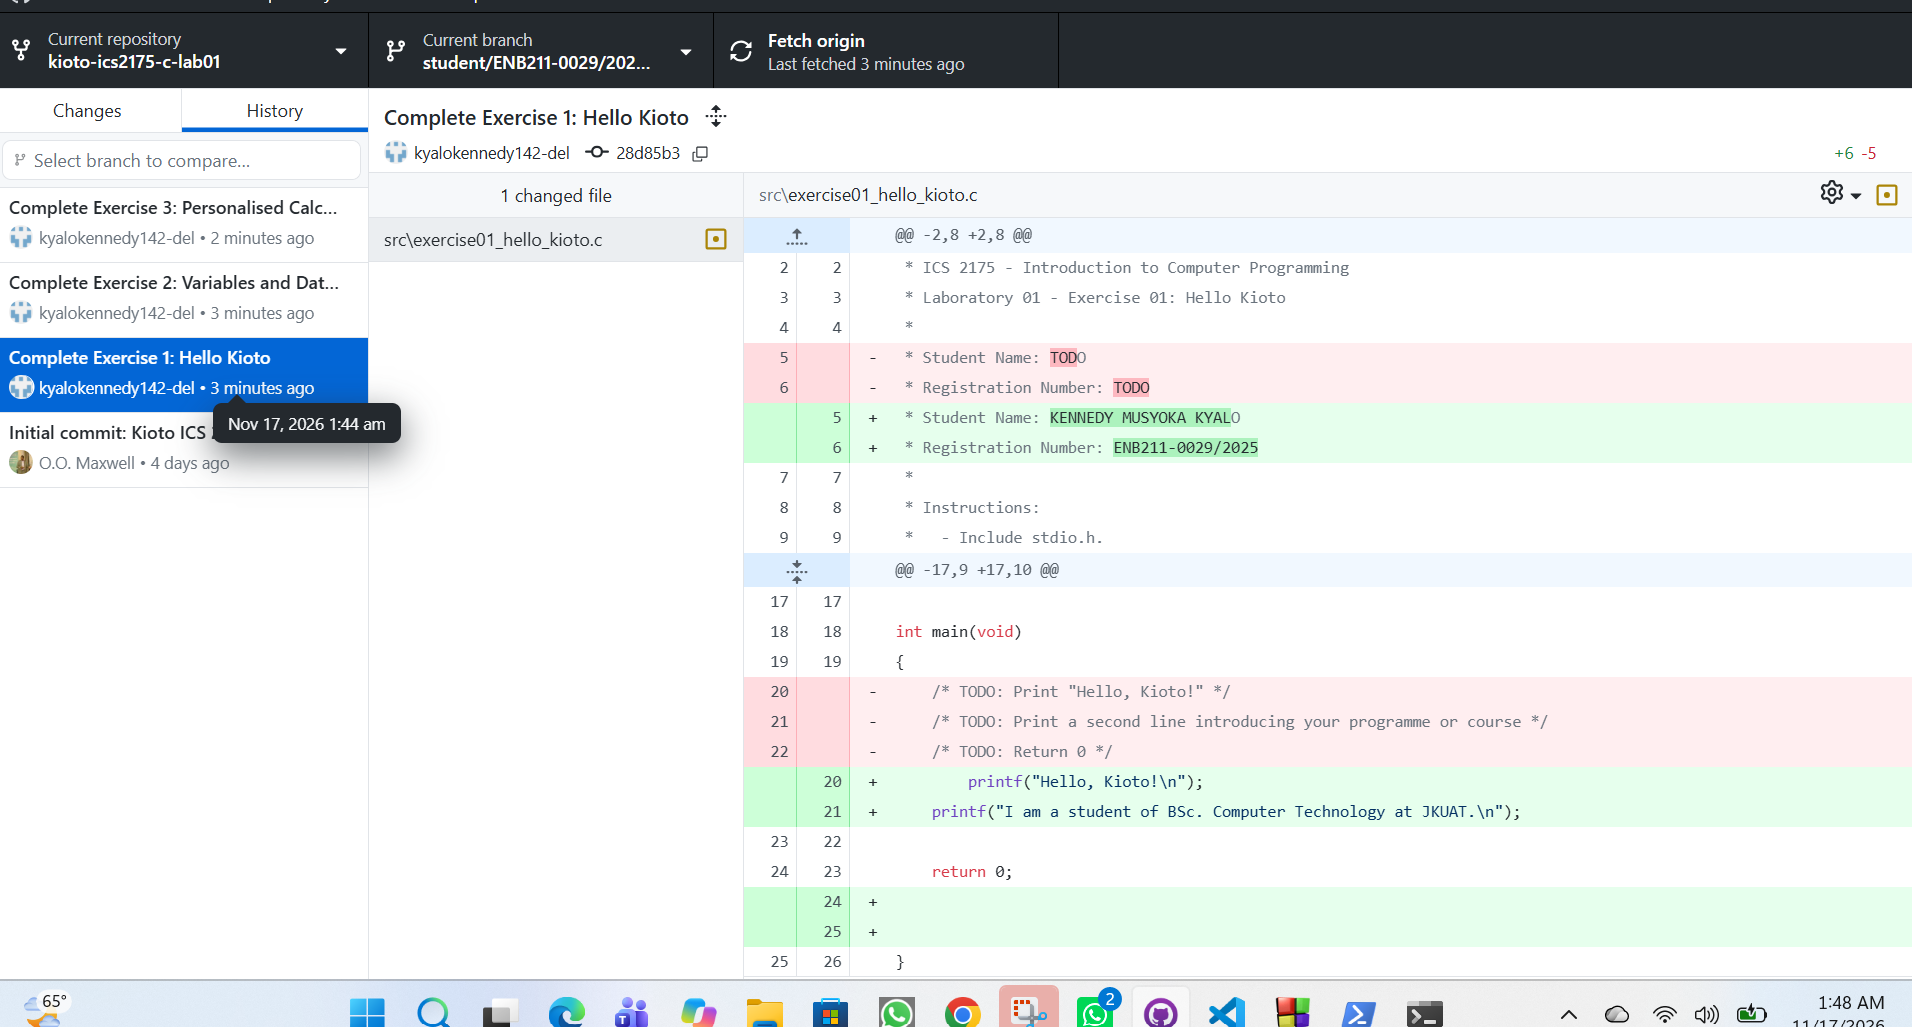 Current repository
kioto-ics2175-c-lab01
Current branch
student/ENB211-0029/202...
Fetch origin
Last fetched 3 minutes ago
Changes
History
Select branch to compare...
Complete Exercise 3: Personalised Calc...
kyalokennedy142-del • 2 minutes ago
Complete Exercise 2: Variables and Dat...
kyalokennedy142-del • 3 minutes ago
Complete Exercise 1: Hello Kioto
kyalokennedy142-del • 3 minutes ago
Nov 17, 2026 1:44 am
Initial commit: Kioto ICS
O.O. Maxwell • 4 days ago
Complete Exercise 1: Hello Kioto
kyalokennedy142-del 28d85b3
+6 -5
1 changed file
src\exercise01_hello_kioto.c
src\exercise01_hello_kioto.c
@@ -2,8 +2,8 @@
2 2 * ICS 2175 - Introduction to Computer Programming
3 3 * Laboratory 01 - Exercise 01: Hello Kioto
4 4 *
5 - * Student Name: TODO
6 - * Registration Number: TODO
5 + * Student Name: KENNEDY MUSYOKA KYALO
6 + * Registration Number: ENB211-0029/2025
7 7 *
8 8 * Instructions:
9 9 * - Include stdio.h.
@@ -17,9 +17,10 @@
17 17
18 18 int main(void)
19 19 {
20 - /* TODO: Print "Hello, Kioto!" */
21 - /* TODO: Print a second line introducing your programme or course */
22 - /* TODO: Return 0 */
20 + printf("Hello, Kioto!\n");
21 + printf("I am a student of BSc. Computer Technology at JKUAT.\n");
23 22
24 23 return 0;
24 +
25 +
25 26 }
65°
2
1:48 AM
11/17/2026